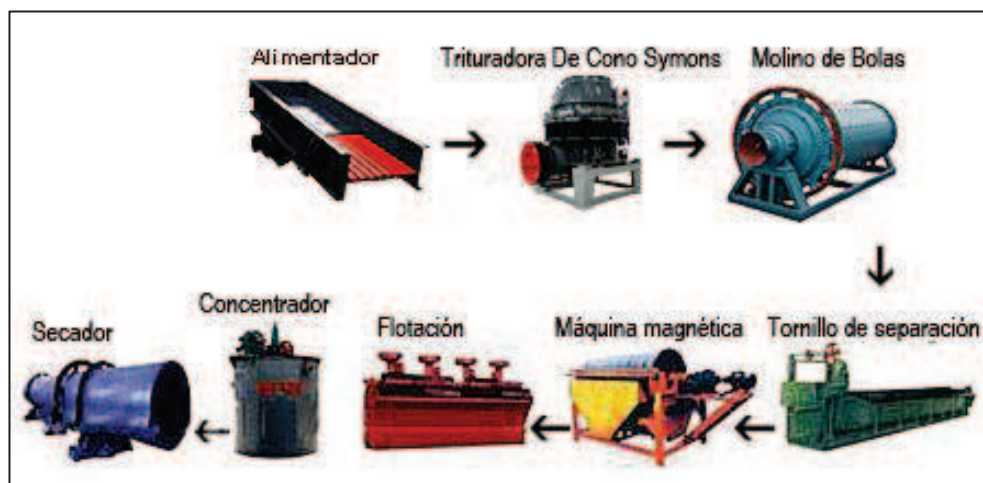 Alimentador
Trituradora De Cono Symons
Molino de Bolas
Secador
Concentrador
Flotación
Máquina magnética
Tornillo de separación